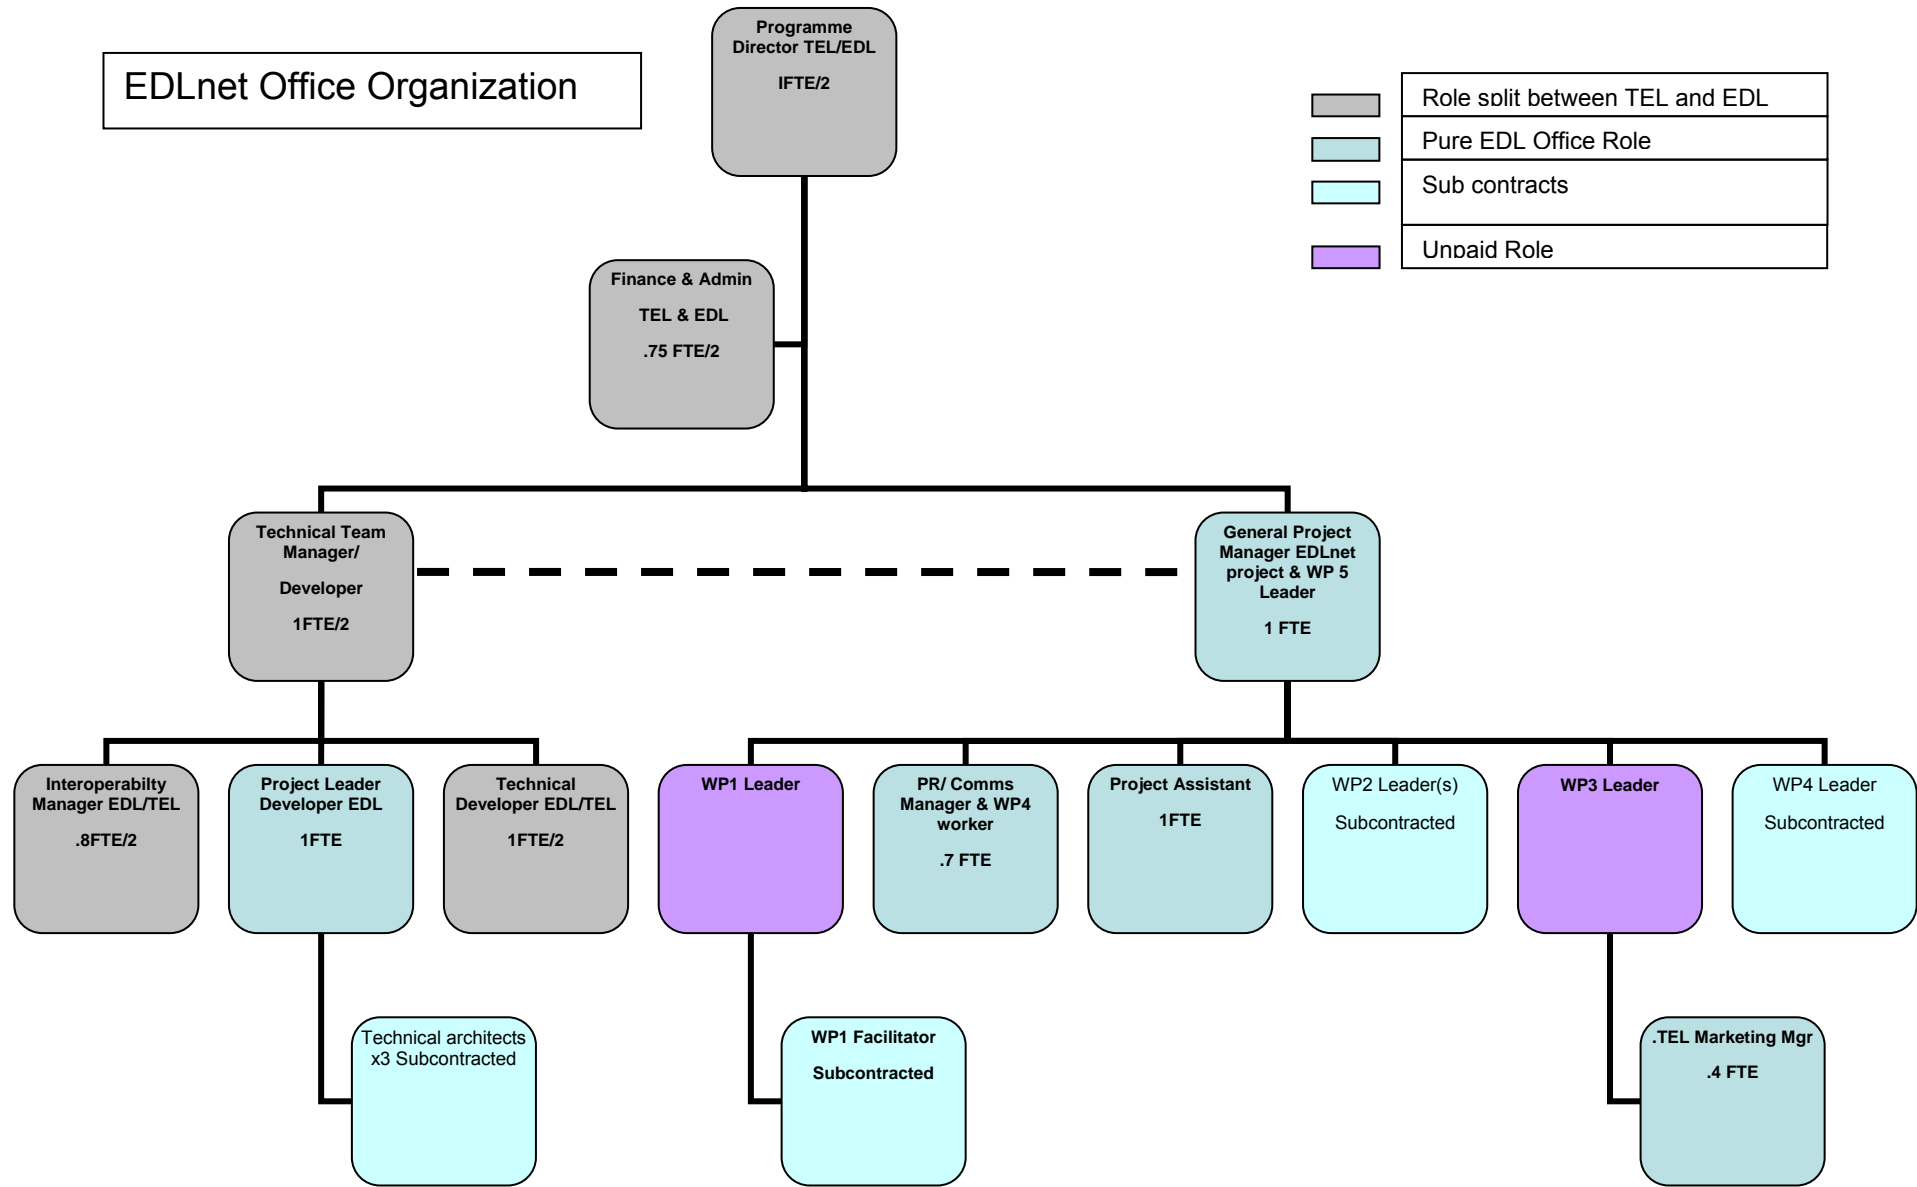 Programme
Director TEL/EDL
IFTE/2
EDLnet Office Organization
Role split between TEL and EDL
Pure EDL Office Role
Sub contracts
Unpaid Role
Finance & Admin
TEL & EDL
.75 FTE/2
Technical Team
Manager/
Developer
1FTE/2
General Project
Manager EDLnet
project & WP 5
Leader
1 FTE
Interoperabilty
Manager EDL/TEL
.8FTE/2
Project Leader
Developer EDL
1FTE
Technical
Developer EDL/TEL
1FTE/2
WP1 Leader
PR/ Comms
Manager & WP4
worker
.7 FTE
Project Assistant
1FTE
WP2 Leader(s)
Subcontracted
WP3 Leader
WP4 Leader
Subcontracted
Technical architects
x3 Subcontracted
WP1 Facilitator
Subcontracted
.TEL Marketing Mgr
.4 FTE